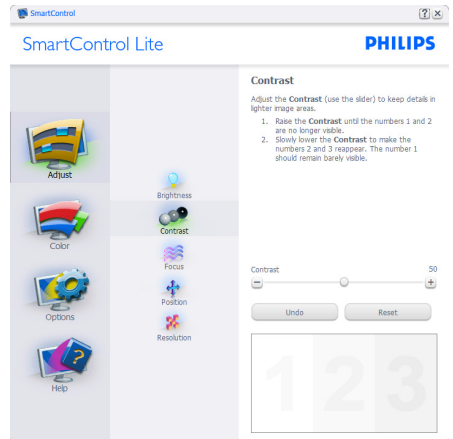 SmartControl
SmartControl Lite
PHILIPS
Adjust
Color
Options
Help
Brightness
Contrast
Focus
Position
Resolution
Contrast
Adjust the Contrast (use the slider) to keep details in
lighter image areas.
1. Raise the Contrast until the numbers 1 and 2
are no longer visible.
2. Slowly lower the Contrast to make the
numbers 2 and 3 reappear. The number 1
should remain barely visible.
Contrast 50
Undo Reset
1 2 3